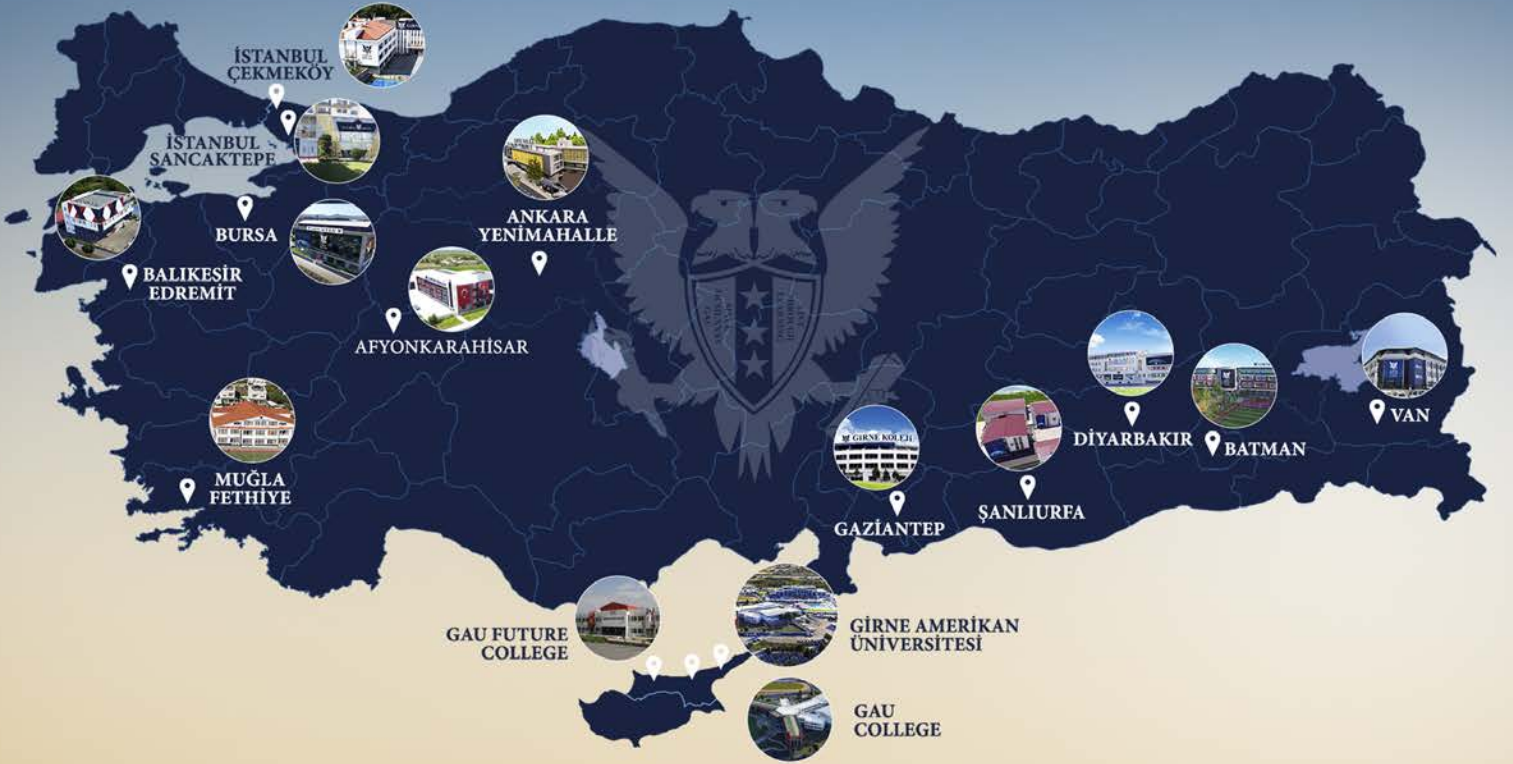 İSTANBUL
ÇEKMEKÖY
İSTANBUL
SANCAKTEPE
BURSA
BALIKESİR
EDREMİT
ANKARA
YENİMAHALLE
AFYONKARAHİSAR
MUĞLA
FETHİYE
GİRNE KOLEJİ
GAZİANTEP
ŞANLIURFA
DİYARBAKIR
BATMAN
VAN
GAU FUTURE
COLLEGE
GİRNE AMERİKAN
ÜNİVERSİTESİ
GAU
COLLEGE